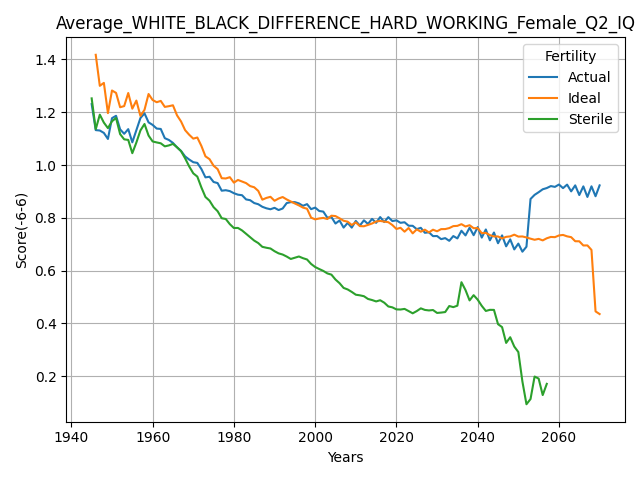 Average_WHITE_BLACK_DIFFERENCE_HARD_WORKING_Female_Q2_IQ
Fertility
Actual
Ideal
Sterile
Score(-6-6)
1.4
1.2
1.0
0.8
0.6
0.4
0.2
1940 1960 1980 2000 2020 2040 2060
Years